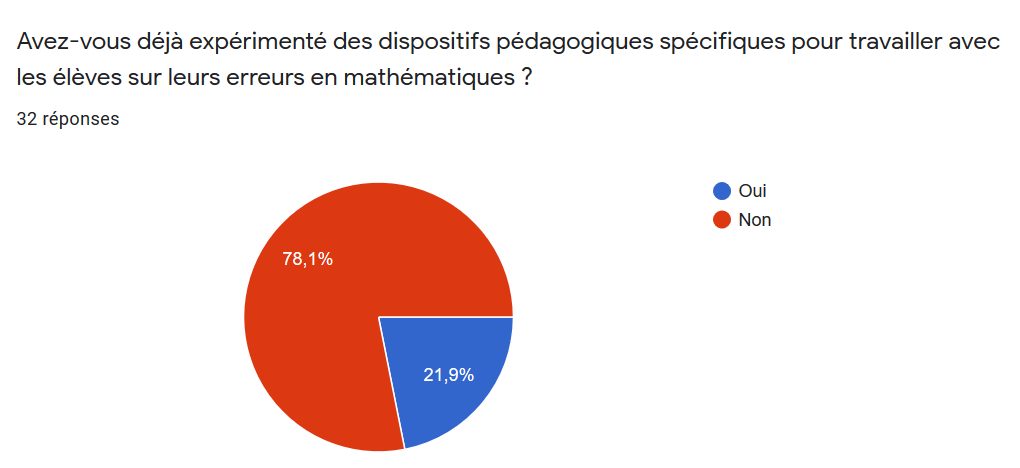 Avez-vous déjà expérimenté des dispositifs pédagogiques spécifiques pour travailler avec
les élèves sur leurs erreurs en mathématiques ?
32 réponses
Oui
Non
78,1%
21,9%